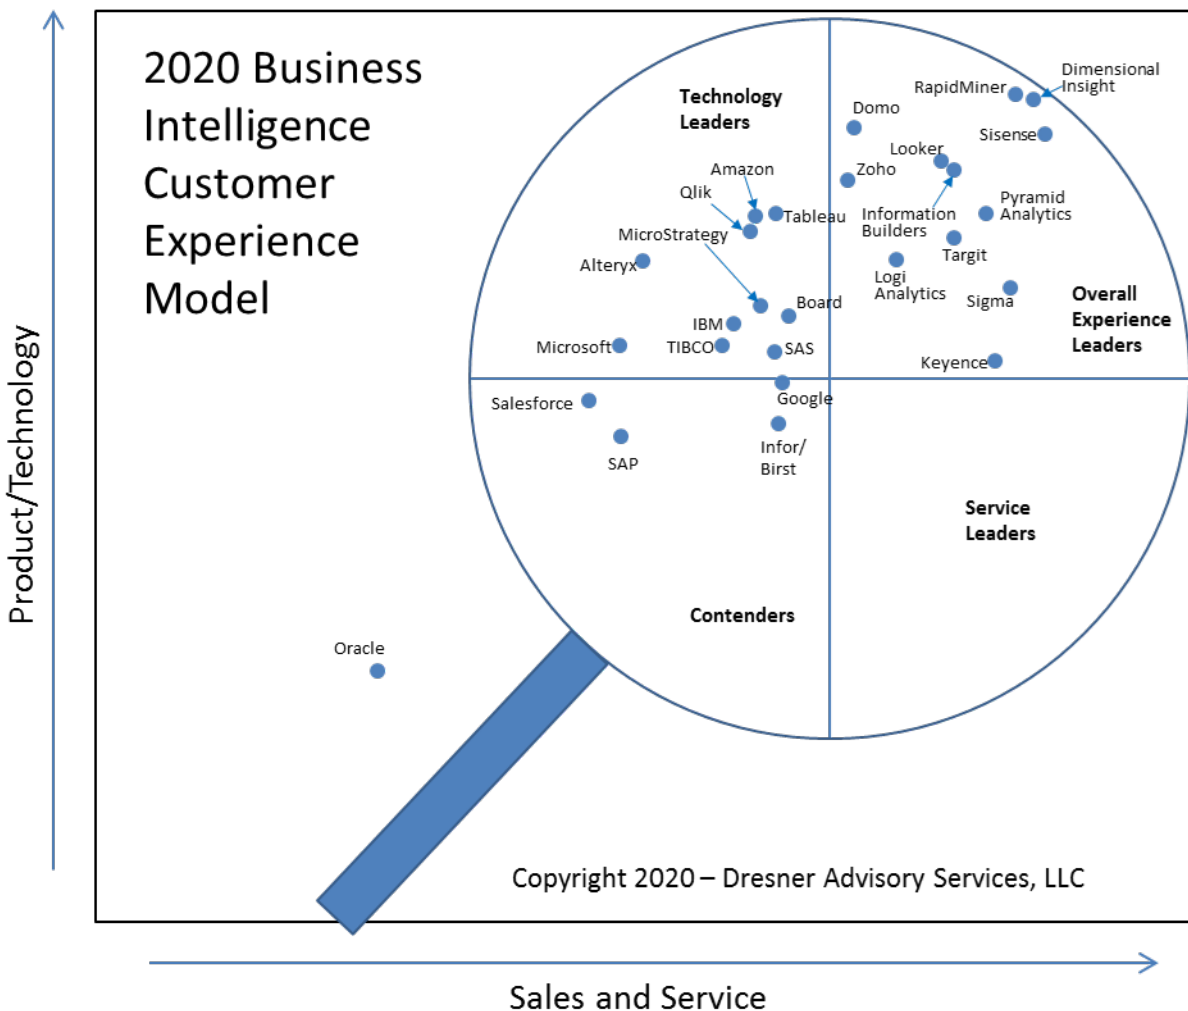 2020 Business
Intelligence
Customer
Experience
Model
Technology
Leaders
RapidMiner
Dimensional
Insight
Domo
Sisense
Looker
Zoho
Amazon
Qlik
Tableau
Information
Builders
Pyramid
Analytics
MicroStrategy
Alteryx
Targit
Logi
Analytics
Sigma
Board
Overall
Experience
Leaders
IBM
Microsoft
TIBCO
SAS
Keyence
Salesforce
Google
SAP
Infor/
Birst
Service
Leaders
Contenders
Oracle
Product/Technology
Copyright 2020 – Dresner Advisory Services, LLC
Sales and Service